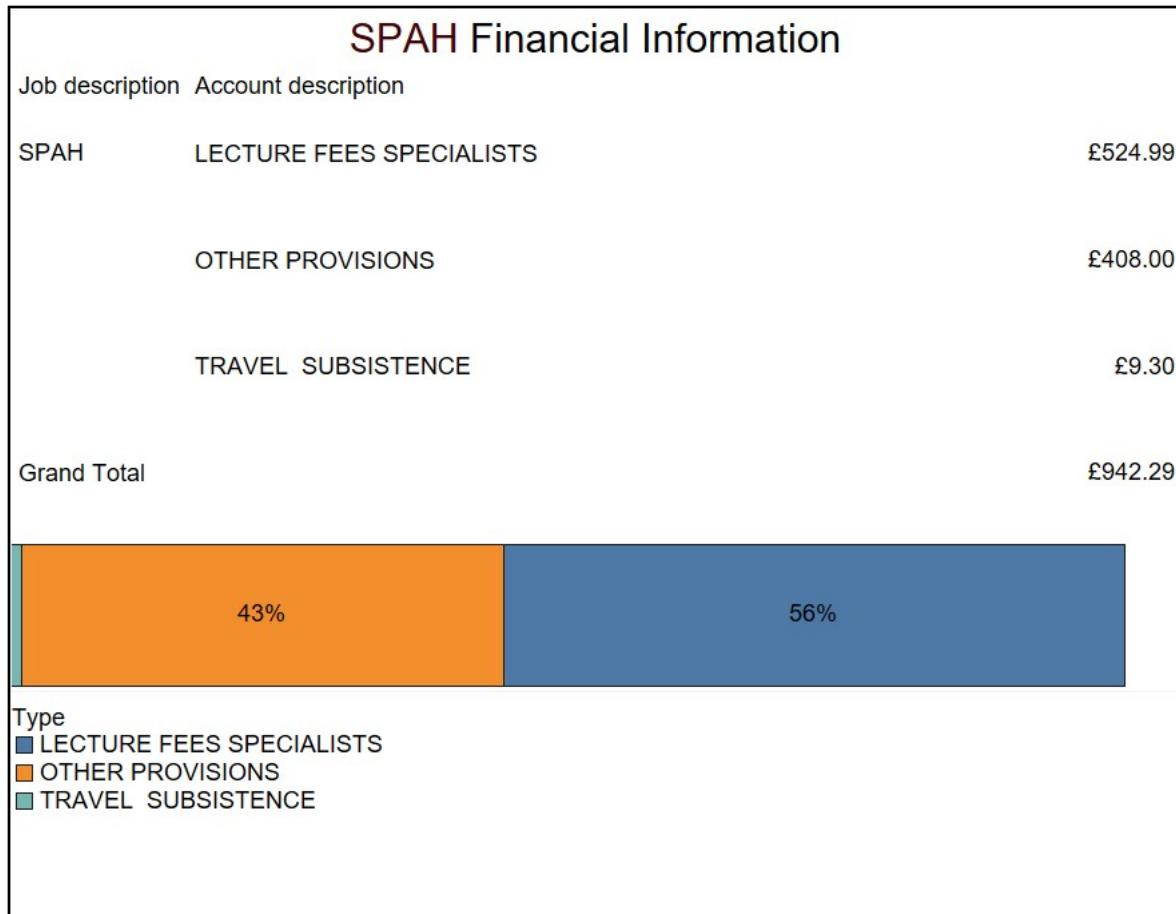 SPAH Financial Information
Job description Account description
SPAH LECTURE FEES SPECIALISTS £524.99
OTHER PROVISIONS £408.00
TRAVEL  SUBSISTENCE £9.30
Grand Total £942.29
43% 56%
Type
LECTURE FEES SPECIALISTS
OTHER PROVISIONS
TRAVEL  SUBSISTENCE